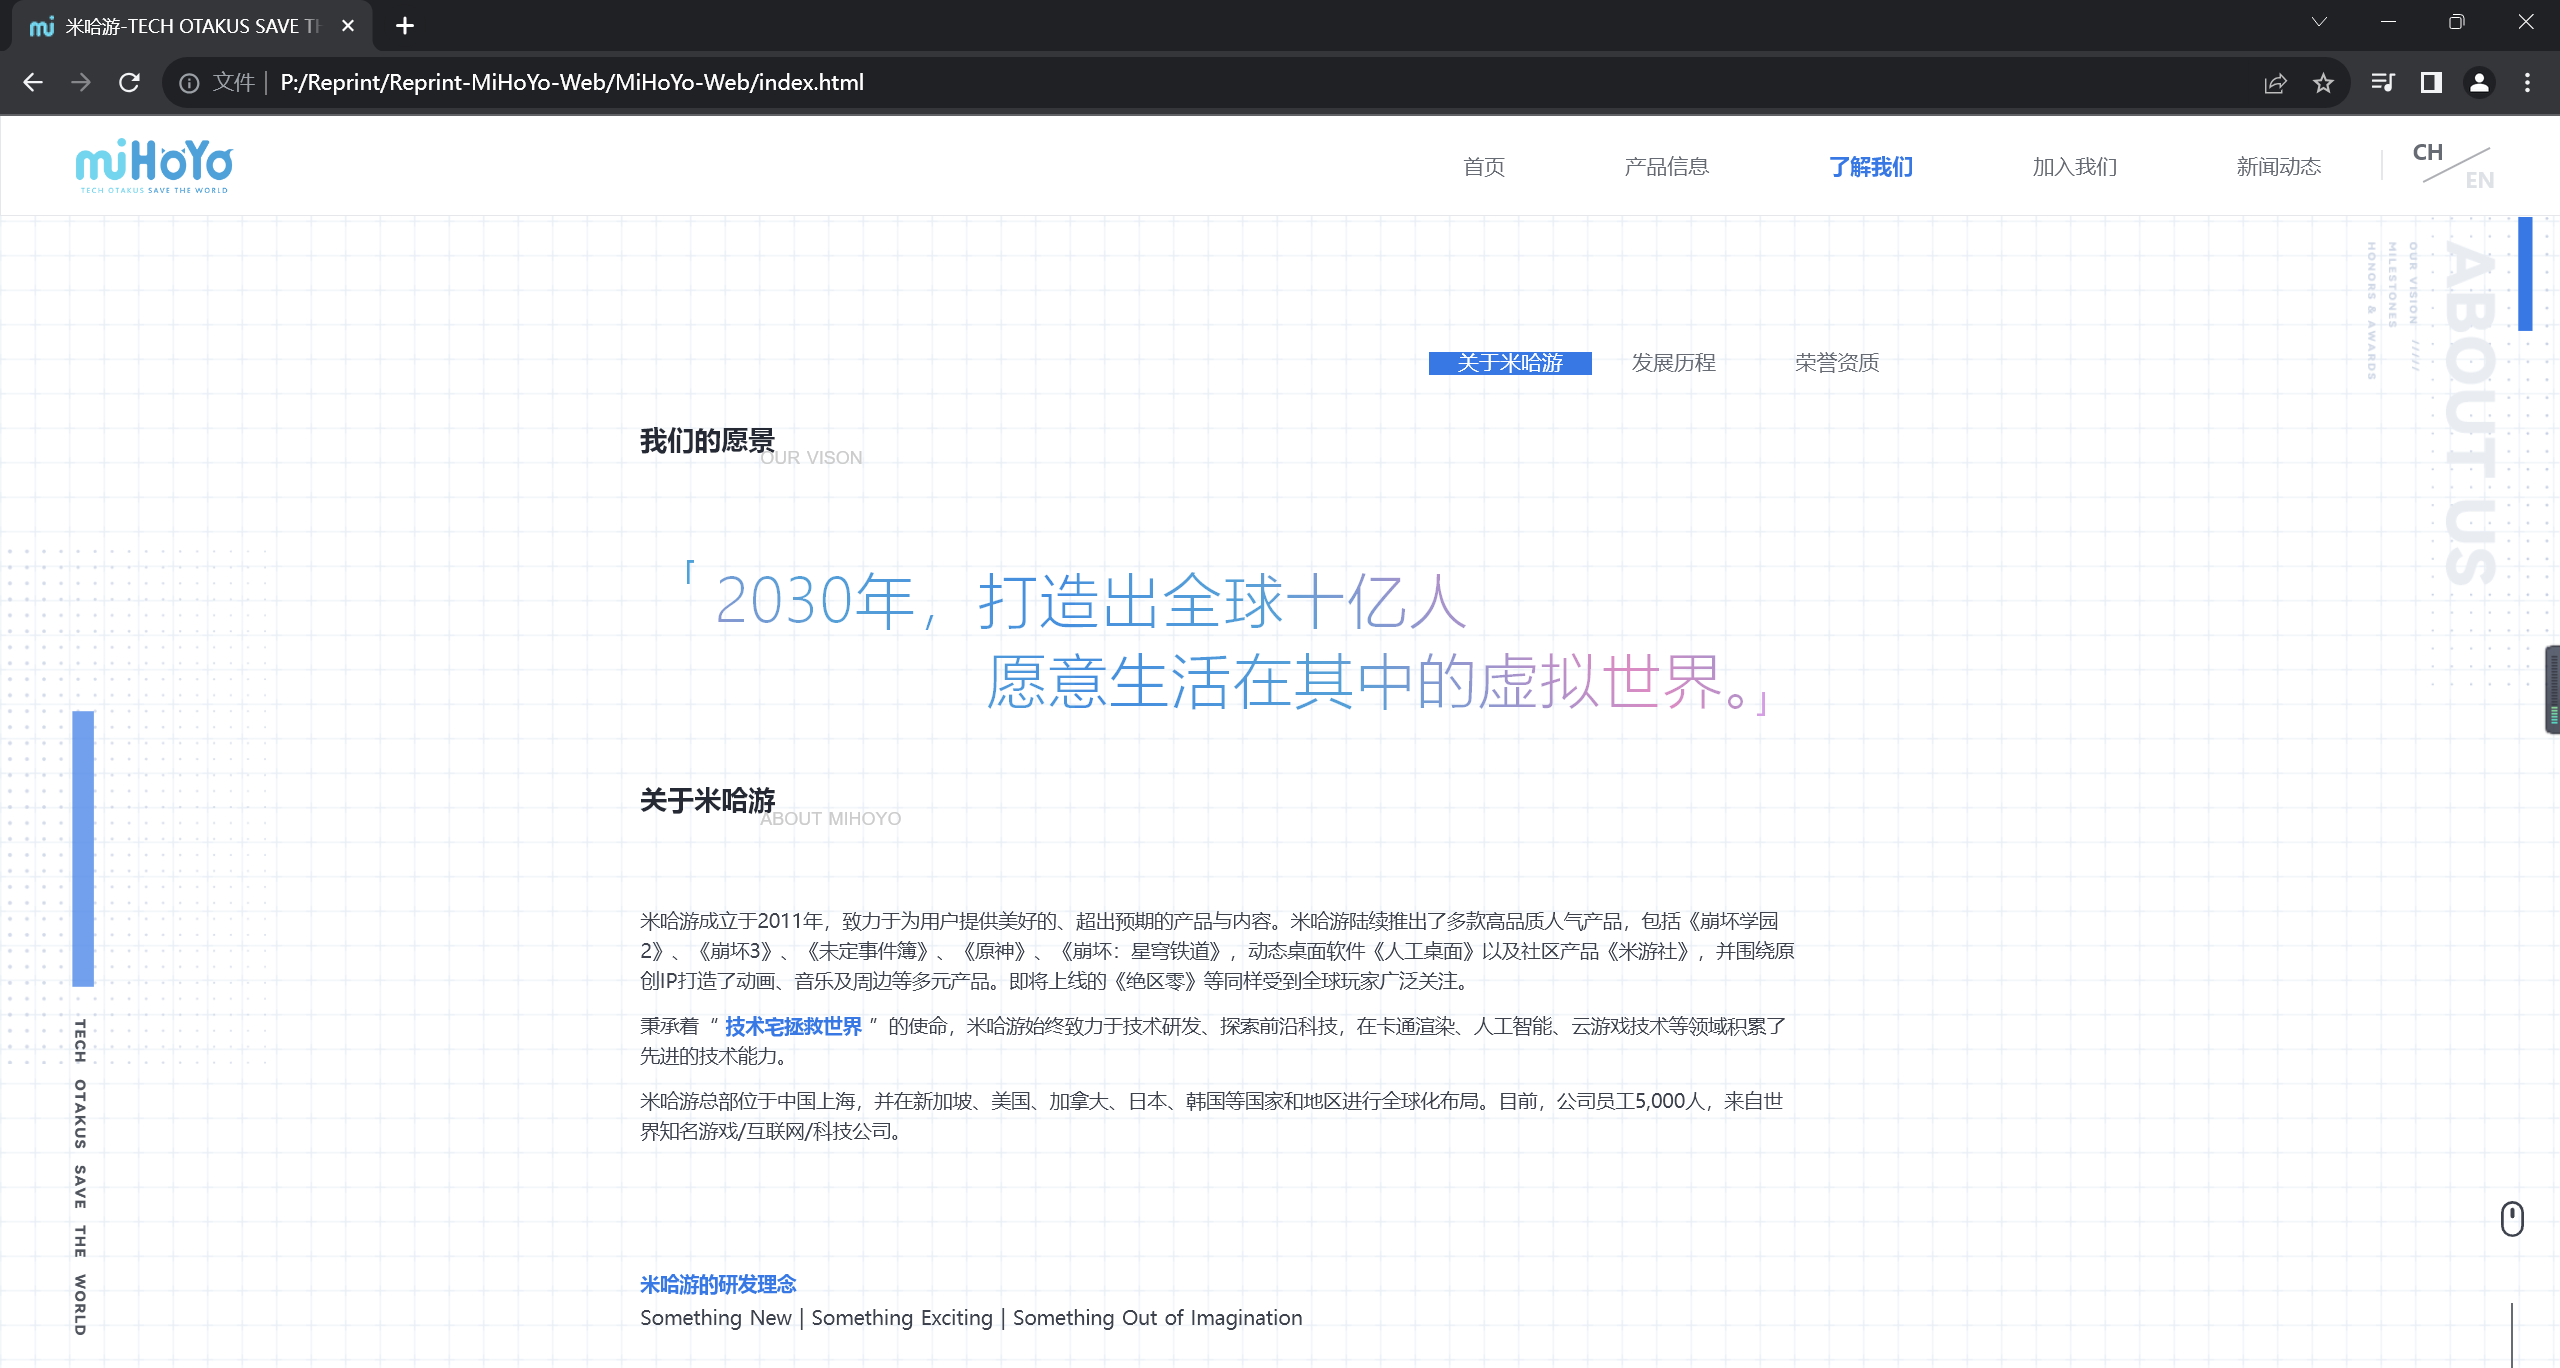 米哈游-TECH OTAKUS SAVE TH
文件 | P:/Reprint/Reprint-MiHoYo-Web/MiHoYo-Web/index.html
miHoYo
TECH OTAKUS SAVE THE WORLD
首页 产品信息 了解我们 加入我们 新闻动态 CH EN
ABOUT US
OUR VISION /////
MILESTONES
HONORS & AWARDS
关于米哈游 发展历程 荣誉资质
我们的愿景
OUR VISON
「2030年，打造出全球十亿人
愿意生活在其中的虚拟世界。」
关于米哈游
ABOUT MIHOYO
米哈游成立于2011年，致力于为用户提供美好的、超出预期的产品与内容。米哈游陆续推出了多款高品质人气产品，包括《崩坏学园
2》、《崩坏3》、《未定事件簿》、《原神》、《崩坏：星穹铁道》，动态桌面软件《人工桌面》以及社区产品《米游社》，并围绕原
创IP打造了动画、音乐及周边等多元产品。即将上线的《绝区零》等同样受到全球玩家广泛关注。
秉承着“ 技术宅拯救世界 ”的使命，米哈游始终致力于技术研发、探索前沿科技，在卡通渲染、人工智能、云游戏技术等领域积累了
先进的技术能力。
米哈游总部位于中国上海，并在新加坡、美国、加拿大、日本、韩国等国家和地区进行全球化布局。目前，公司员工5,000人，来自世
界知名游戏/互联网/科技公司。
TECH OTAKUS SAVE THE WORLD
米哈游的研发理念
Something New | Something Exciting | Something Out of Imagination